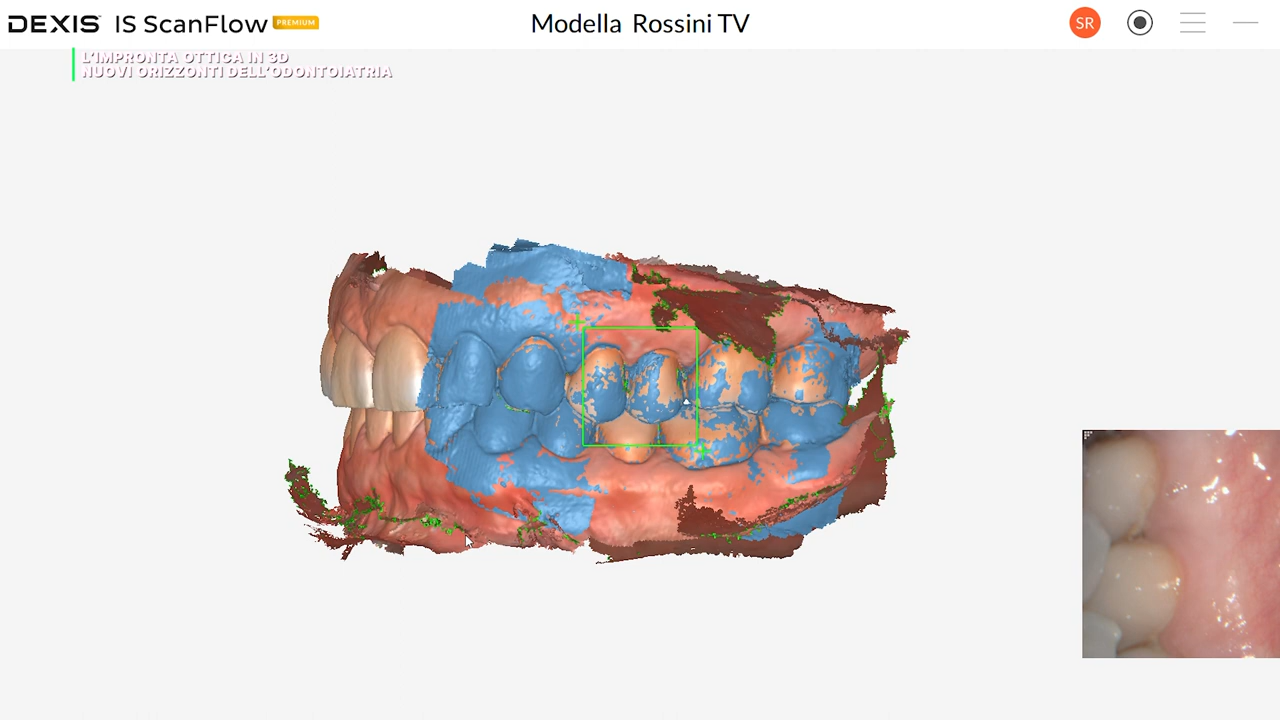 DEXIS IS ScanFlow PREMIUM
Modella Rossini TV
SR
L'IMPRONTA OTTICA IN 3D
NUOVI ORIZZONTI DELL'ODONTOIATRIA